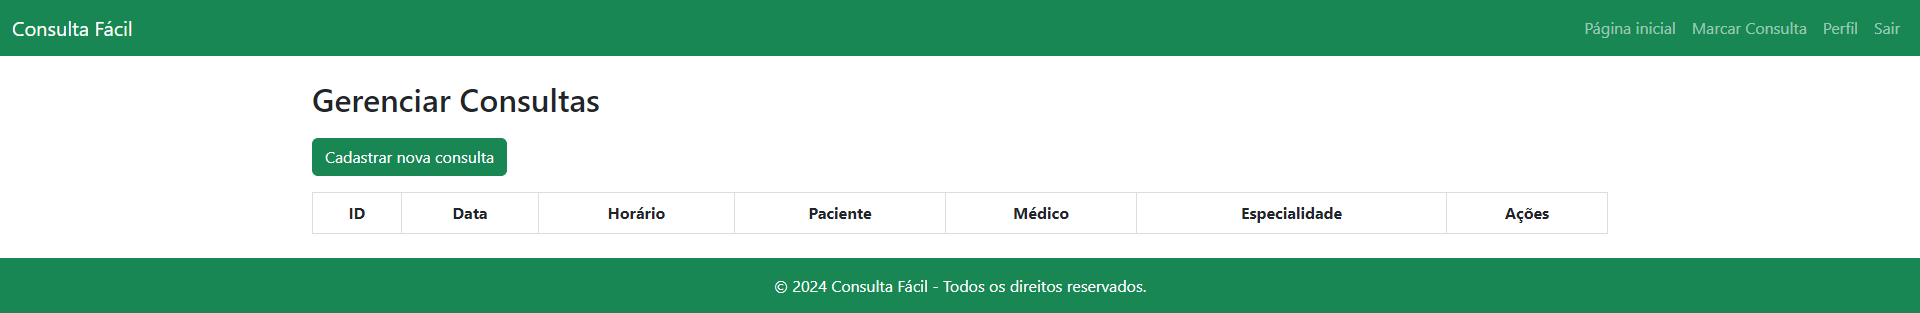 Consulta Fácil Página inicial Marcar Consulta Perfil Sair
Gerenciar Consultas
Cadastrar nova consulta
ID Data Horário Paciente Médico Especialidade Ações
© 2024 Consulta Fácil - Todos os direitos reservados.